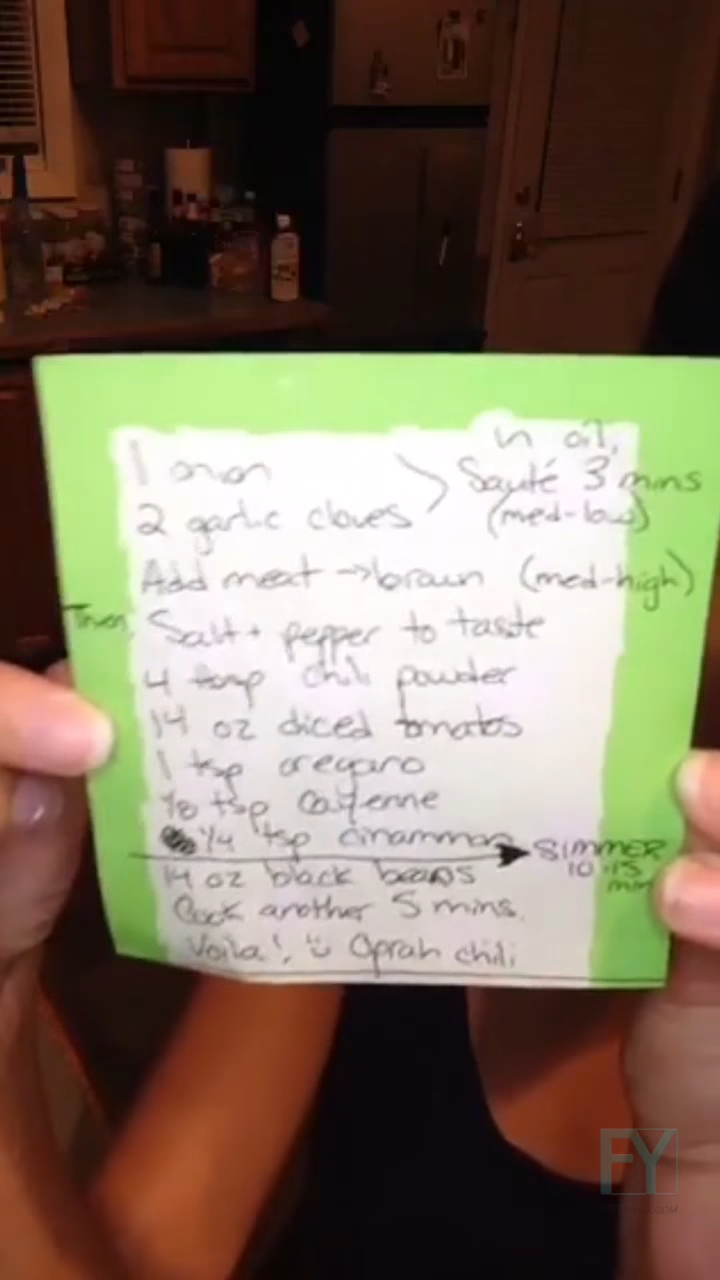 in oil,
1 onion
Sauté 3 mins
2 garlic cloves
(med-low)
Add meat → brown (med-high)
Then, Salt + pepper to taste
4 tsp chili powder
14 oz diced tomatos
1 tsp oregano
1/8 tsp Cayenne
1/4 tsp cinammon
SIMMER
10-15
min
14 oz black beans
Cook another 5 mins.
Voila! Oprah chili
FY